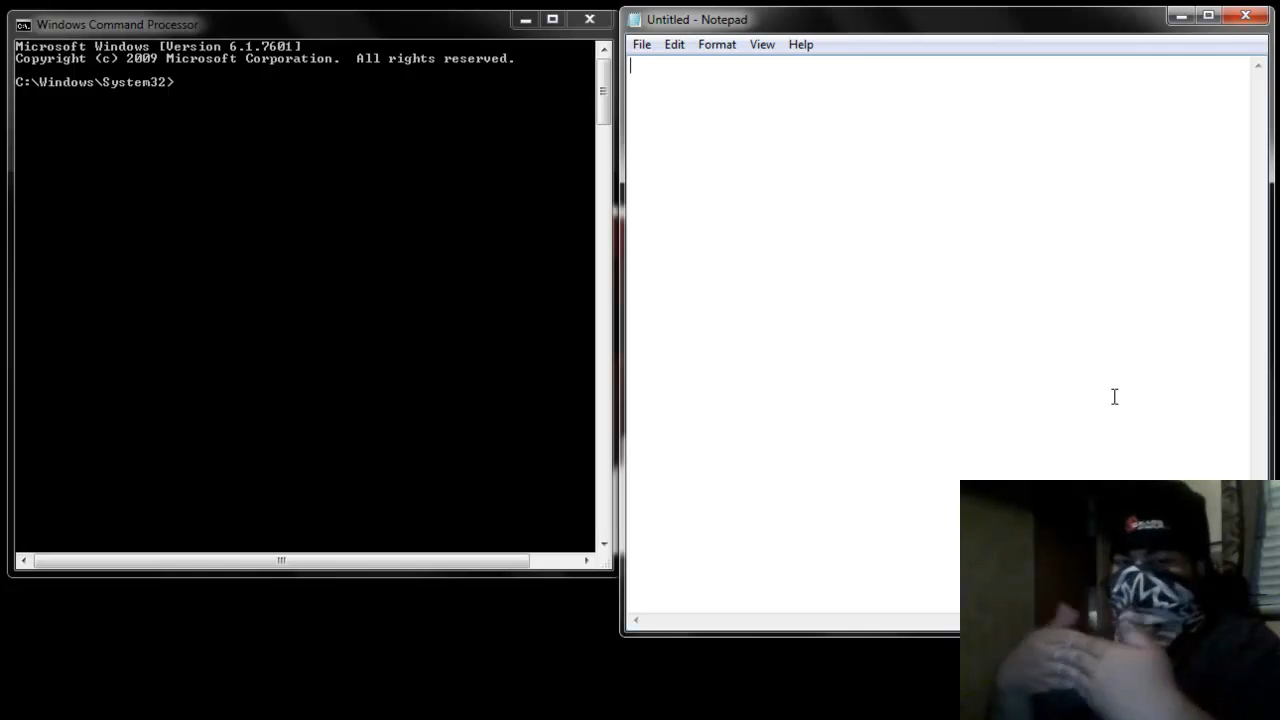 Windows Command Processor
Microsoft Windows [Version 6.1.7601]
Copyright (c) 2009 Microsoft Corporation.  All rights reserved.
C:\Windows\System32>
Untitled - Notepad
File Edit Format View Help